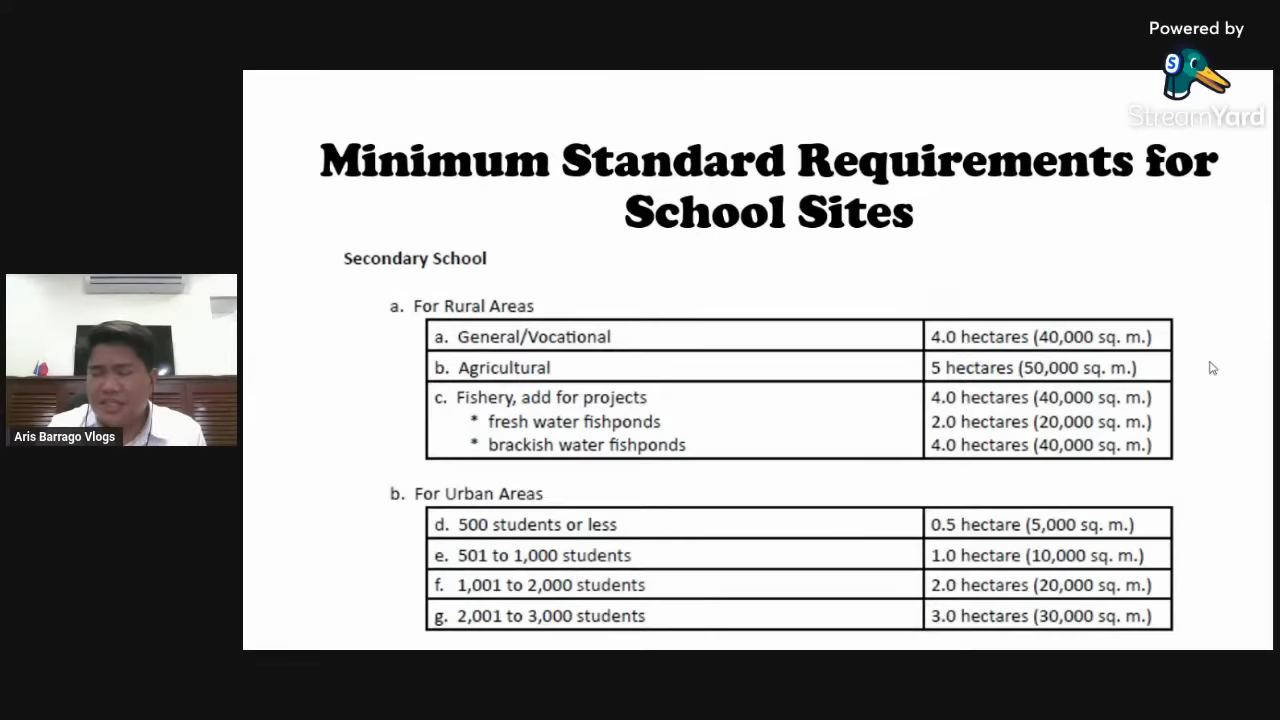 Powered by
StreamYard
Minimum Standard Requirements for
School Sites
Secondary School
a. For Rural Areas
a. General/Vocational 4.0 hectares (40,000 sq. m.)
b. Agricultural 5 hectares (50,000 sq. m.)
c. Fishery, add for projects 4.0 hectares (40,000 sq. m.)
* fresh water fishponds 2.0 hectares (20,000 sq. m.)
* brackish water fishponds 4.0 hectares (40,000 sq. m.)
b. For Urban Areas
d. 500 students or less 0.5 hectare (5,000 sq. m.)
e. 501 to 1,000 students 1.0 hectare (10,000 sq. m.)
f. 1,001 to 2,000 students 2.0 hectares (20,000 sq. m.)
g. 2,001 to 3,000 students 3.0 hectares (30,000 sq. m.)
Aris Barrago Vlogs